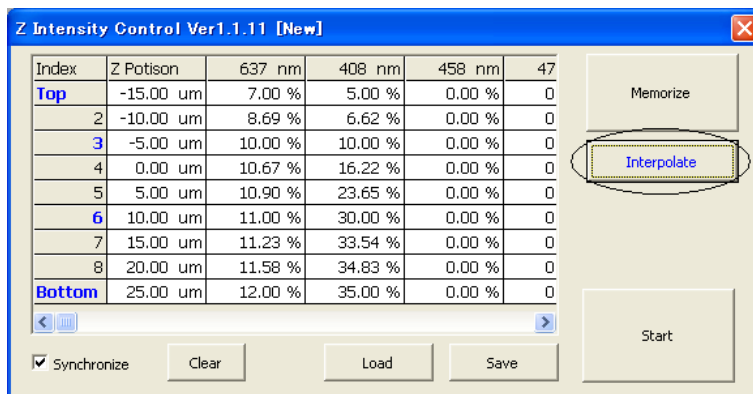 Z Intensity Control Ver1.1.11 [New]
Index Z Potison 637 nm 408 nm 458 nm 47
Top -15.00 um 7.00 % 5.00 % 0.00 % 0
2 -10.00 um 8.69 % 6.62 % 0.00 % 0
3 -5.00 um 10.00 % 10.00 % 0.00 % 0
4 0.00 um 10.67 % 16.22 % 0.00 % 0
5 5.00 um 10.90 % 23.65 % 0.00 % 0
6 10.00 um 11.00 % 30.00 % 0.00 % 0
7 15.00 um 11.23 % 33.54 % 0.00 % 0
8 20.00 um 11.58 % 34.83 % 0.00 % 0
Bottom 25.00 um 12.00 % 35.00 % 0.00 % 0
Memorize
Interpolate
Start
Synchronize Clear Load Save